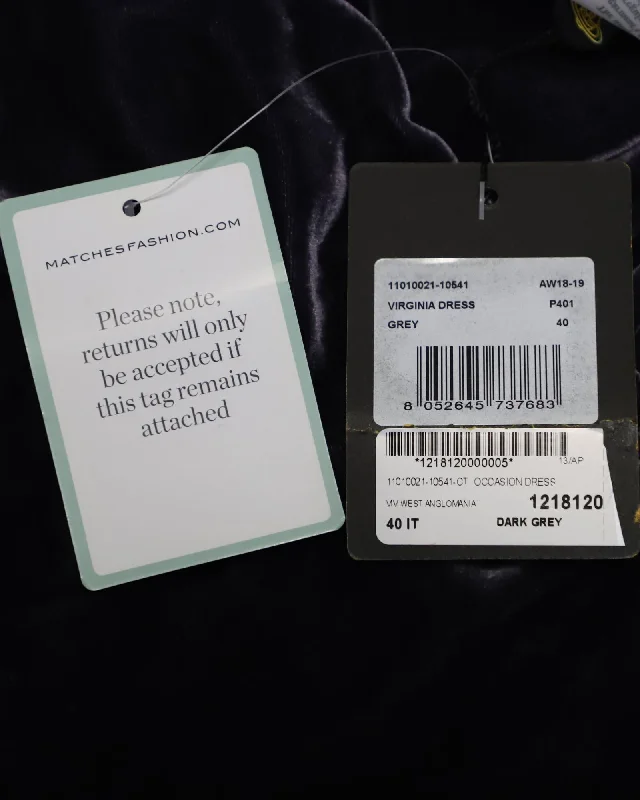 MATCHESFASHION.COM
Please note,
returns will only
be accepted if
this tag remains
attached
11010021-10541 AW18-19
VIRGINIA DRESS P401
GREY 40
8 052645 737683
*1218120000005* 13/AP
11010021-10541-OT OCCASION DRESS
VIV WEST ANGLOMANIA 1218120
40 IT DARK GREY